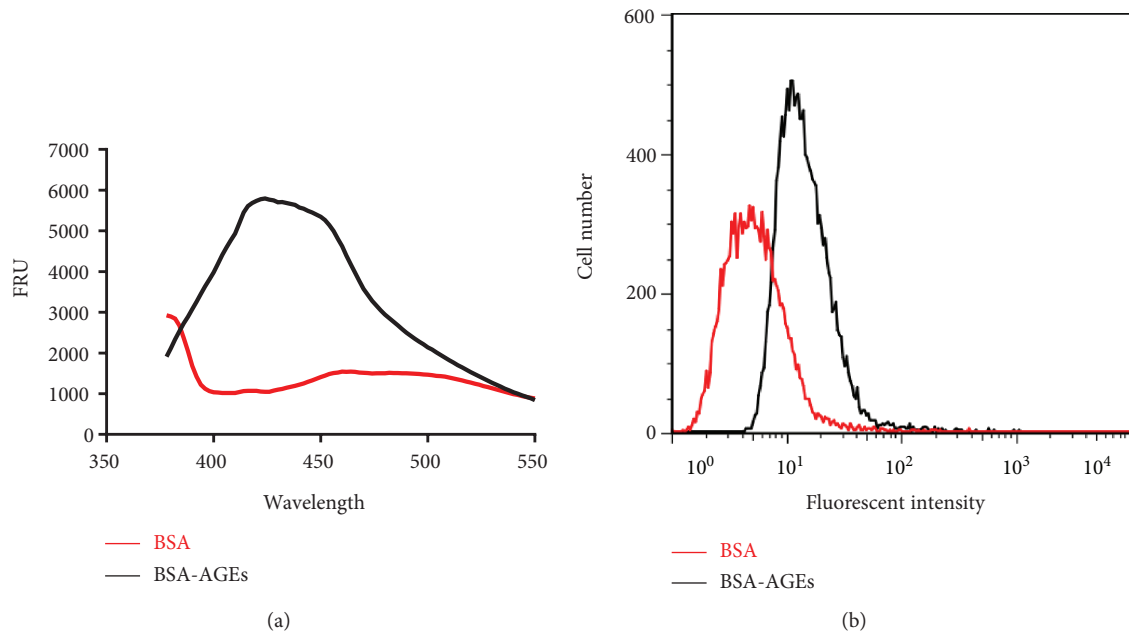 7000
6000
5000
4000
3000
2000
1000
0
FRU
350
400
450
500
550
Wavelength
BSA
BSA-AGEs
(a)
600
400
200
0
Cell number
10⁰
10¹
10²
10³
10⁴
Fluorescent intensity
BSA
BSA-AGEs
(b)